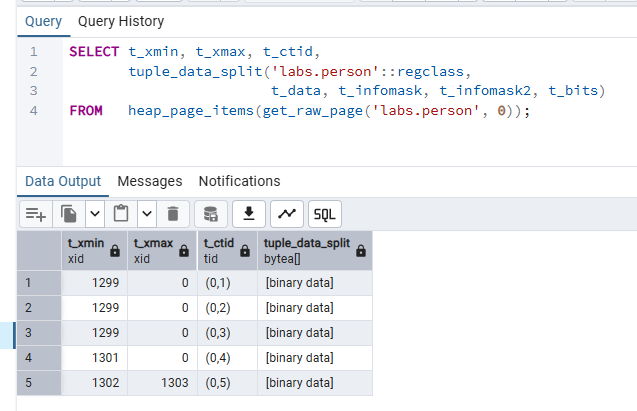 Query Query History
1 SELECT t_xmin, t_xmax, t_ctid,
2 tuple_data_split('labs.person'::regclass,
3 t_data, t_infomask, t_infomask2, t_bits)
4 FROM heap_page_items(get_raw_page('labs.person', 0));
Data Output Messages Notifications
SQL
t_xmin t_xmax t_ctid tuple_data_split
xid xid tid bytea[]
1 1299 0 (0,1) [binary data]
2 1299 0 (0,2) [binary data]
3 1299 0 (0,3) [binary data]
4 1301 0 (0,4) [binary data]
5 1302 1303 (0,5) [binary data]